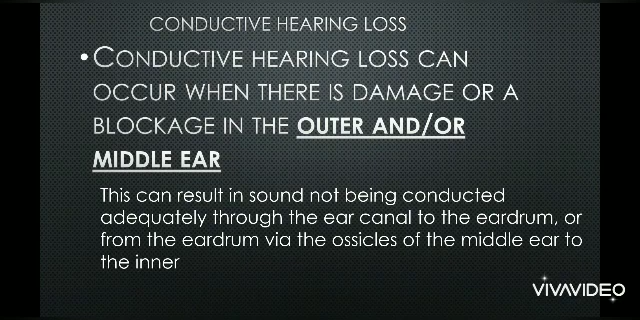 CONDUCTIVE HEARING LOSS
• CONDUCTIVE HEARING LOSS CAN
OCCUR WHEN THERE IS DAMAGE OR A
BLOCKAGE IN THE OUTER AND/OR
MIDDLE EAR
This can result in sound not being conducted
adequately through the ear canal to the eardrum, or
from the eardrum via the ossicles of the middle ear to
the inner
VIVAVIDEO